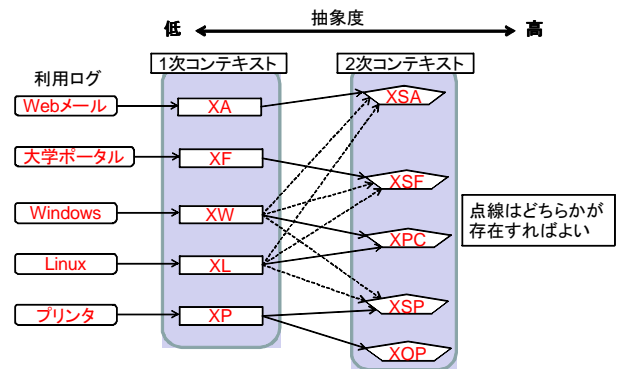 抽象度
低
高
1次コンテキスト
2次コンテキスト
利用ログ
Webメール
XA
XSA
大学ポータル
XF
XSF
Windows
XW
XPC
点線はどちらかが
存在すればよい
Linux
XL
プリンタ
XP
XSP
XOP